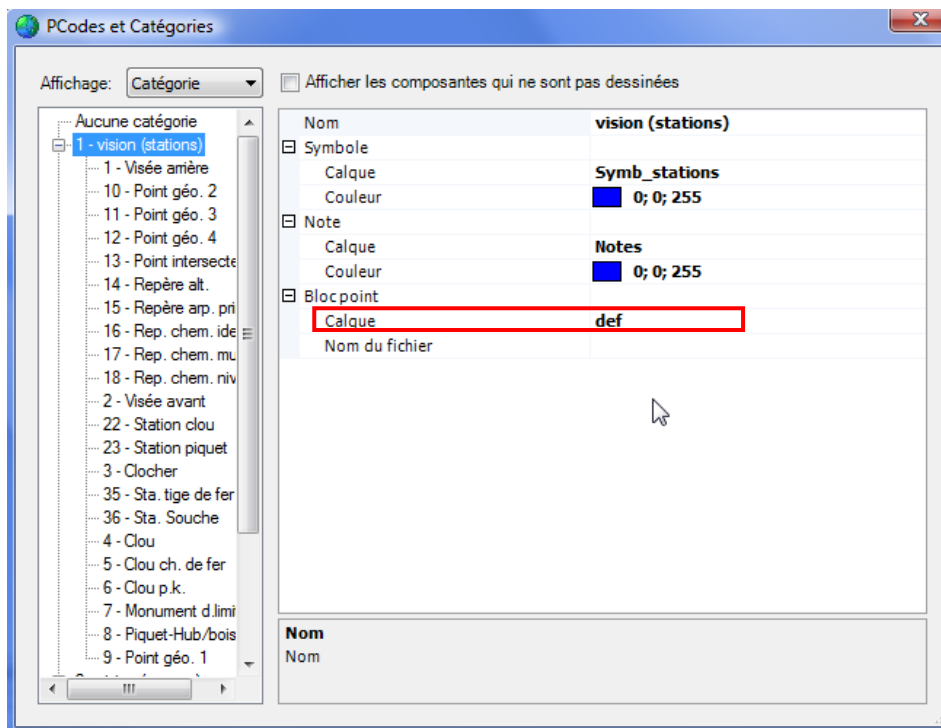 PCodes et Catégories
Affichage: Catégorie
Afficher les composantes qui ne sont pas dessinées
Aucune catégorie
1 - vision (stations)
1 - Visée arrière
10 - Point géo. 2
11 - Point géo. 3
12 - Point géo. 4
13 - Point intersecte
14 - Repère alt.
15 - Repère arp. pri
16 - Rep. chem. ide
17 - Rep. chem. mu
18 - Rep. chem. niv
2 - Visée avant
22 - Station clou
23 - Station piquet
3 - Clocher
35 - Sta. tige de fer
36 - Sta. Souche
4 - Clou
5 - Clou ch. de fer
6 - Clou p.k.
7 - Monument d.limi
8 - Piquet-Hub/bois
9 - Point géo. 1
Nom vision (stations)
Symbole
Calque Symb_stations
Couleur 0; 0; 255
Note
Calque Notes
Couleur 0; 0; 255
Bloc point
Calque def
Nom du fichier
Nom
Nom